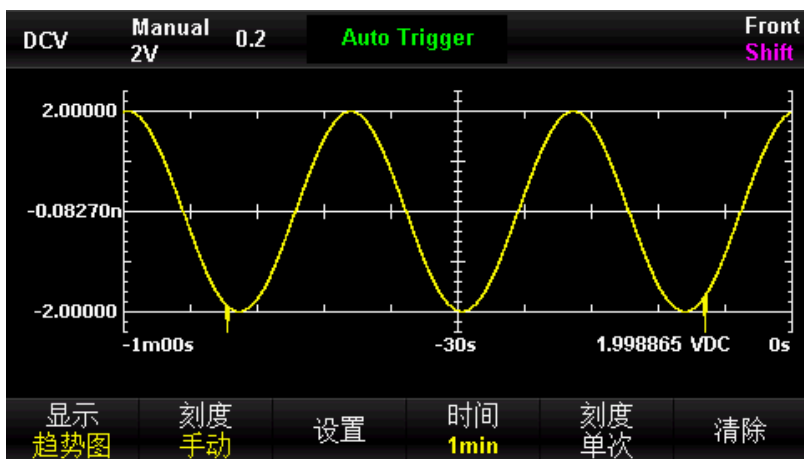 DCV Manual 0.2 Auto Trigger Front
2V Shift
2.00000
-0.08270n
-2.00000
-1m00s -30s 1.998865 VDC 0s
显示 刻度 设置 时间 刻度 清除
趋势图 手动 1min 单次